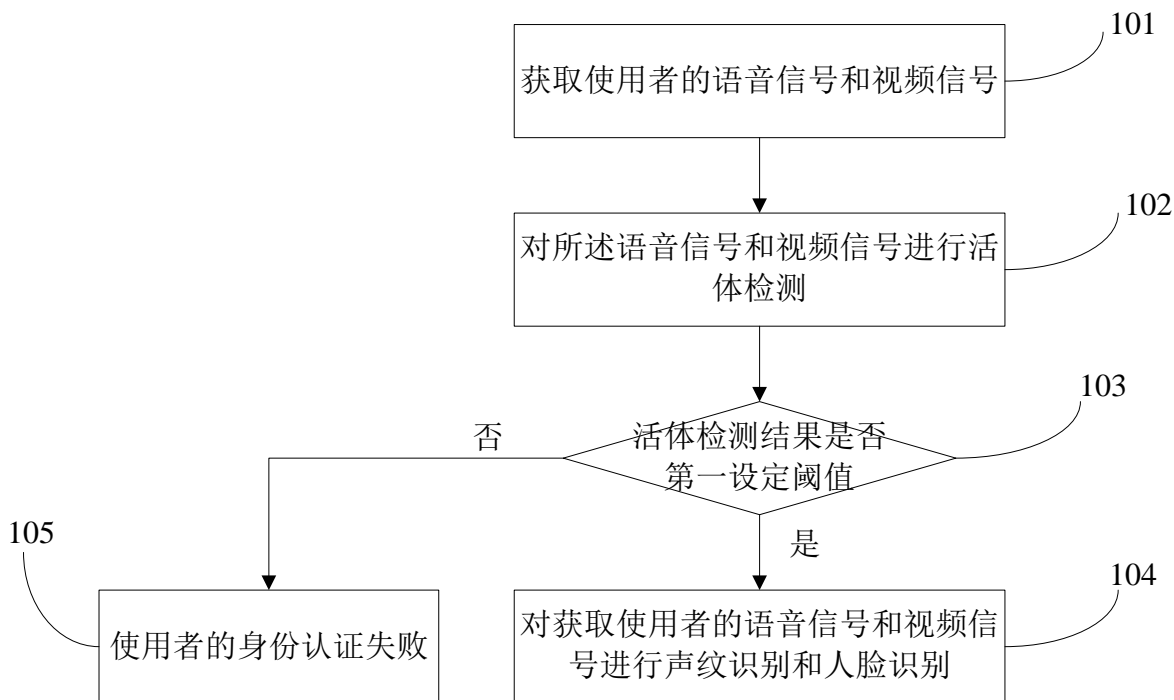 101
获取使用者的语音信号和视频信号
102
对所述语音信号和视频信号进行活
体检测
103
活体检测结果是否
第一设定阈值
否
是
105
104
使用者的身份认证失败
对获取使用者的语音信号和视频信
号进行声纹识别和人脸识别